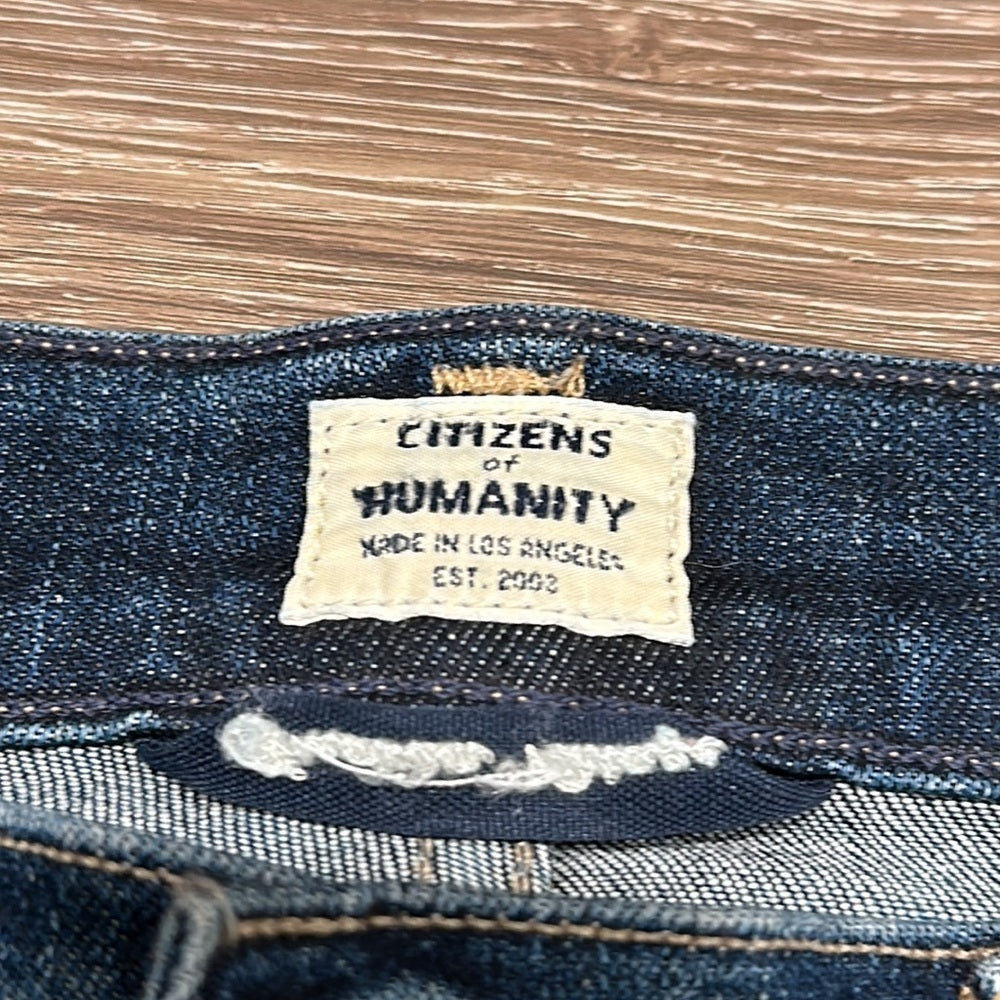 CITIZENS
of
HUMANITY
MADE IN LOS ANGELES
EST. 2003